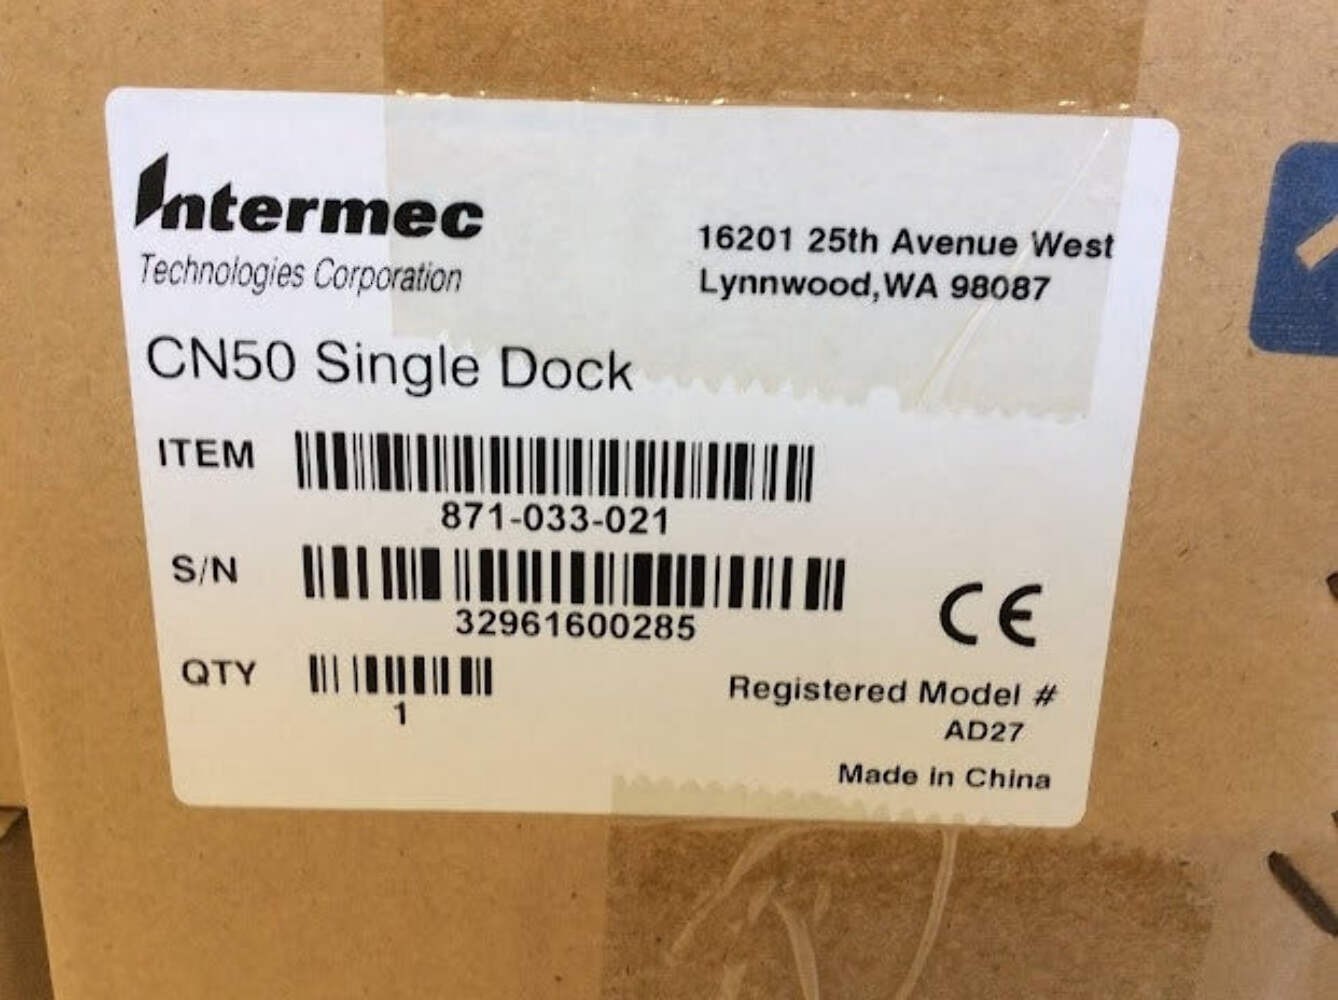 Intermec
Technologies Corporation
16201 25th Avenue West
Lynnwood,WA 98087
CN50 Single Dock
ITEM
871-033-021
S/N
32961600285
CE
QTY
1
Registered Model #
AD27
Made in China